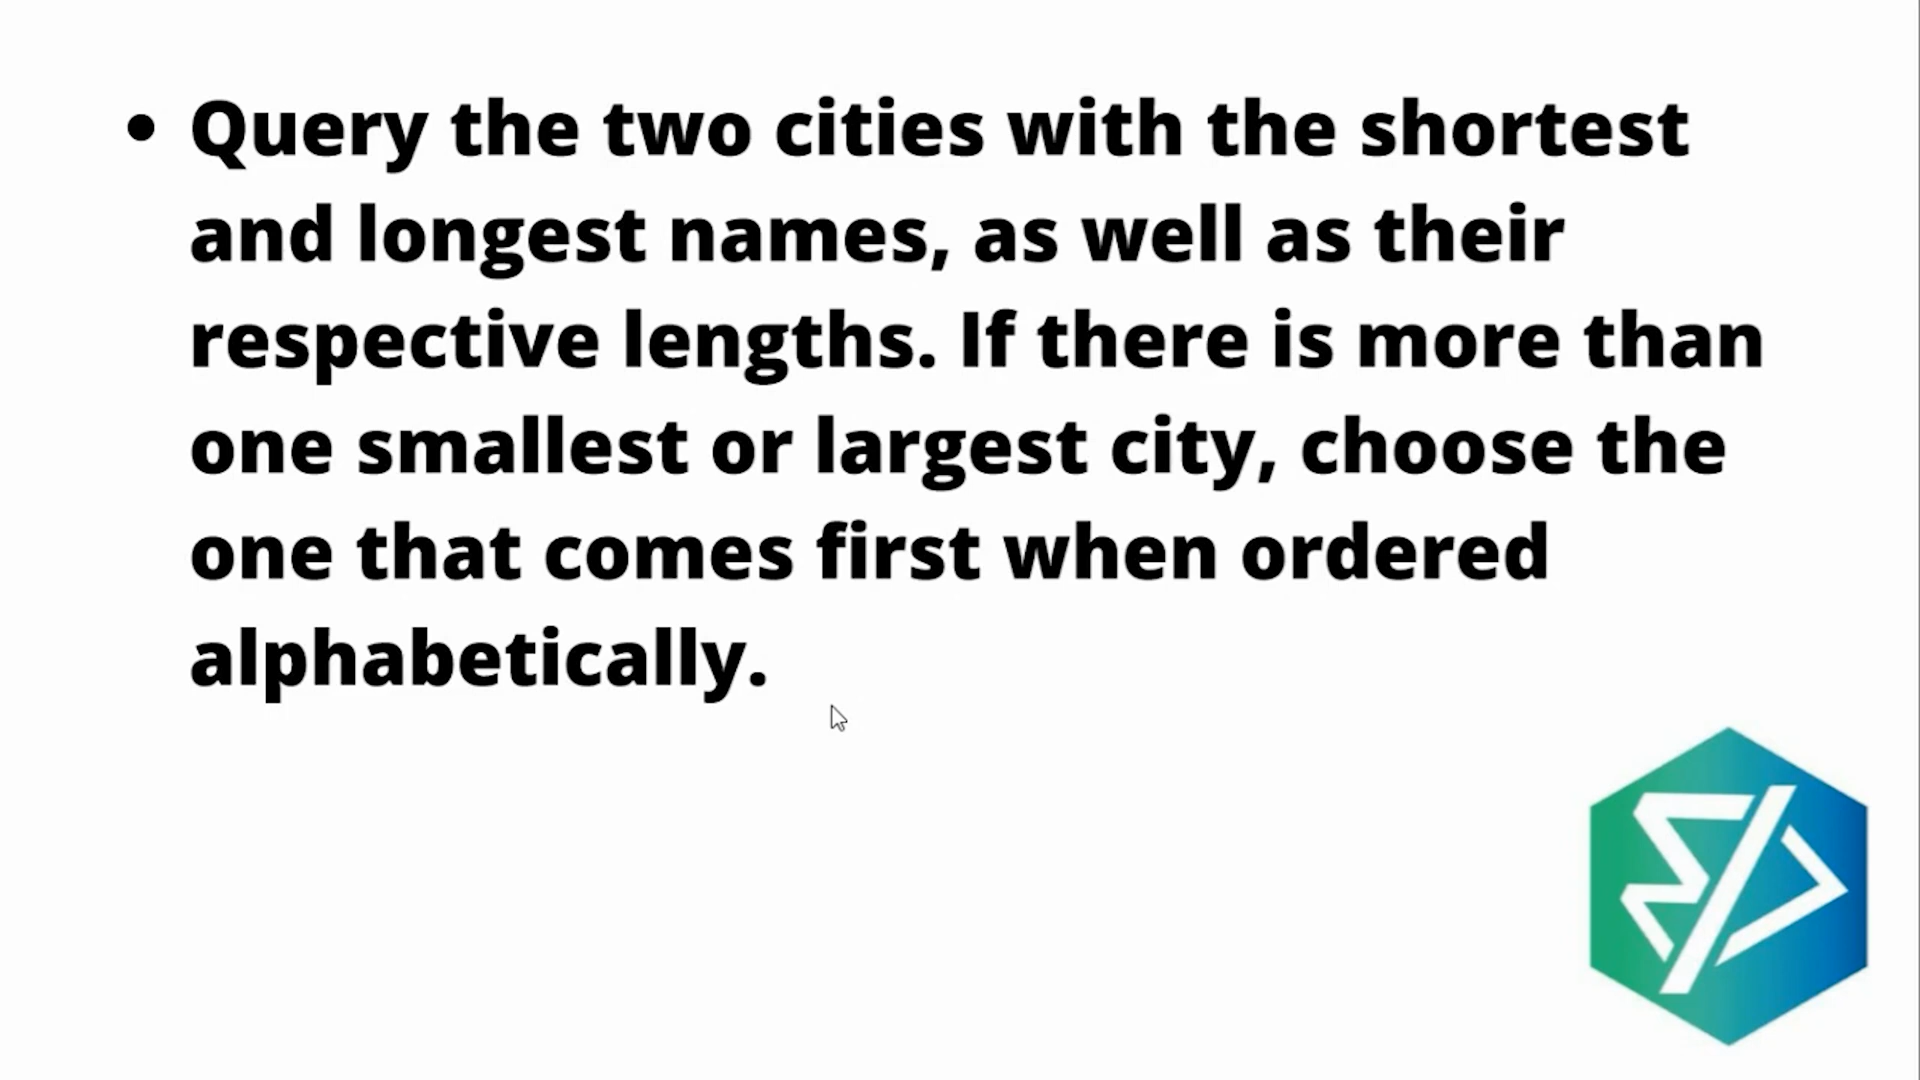 • Query the two cities with the shortest
and longest names, as well as their
respective lengths. If there is more than
one smallest or largest city, choose the
one that comes first when ordered
alphabetically.